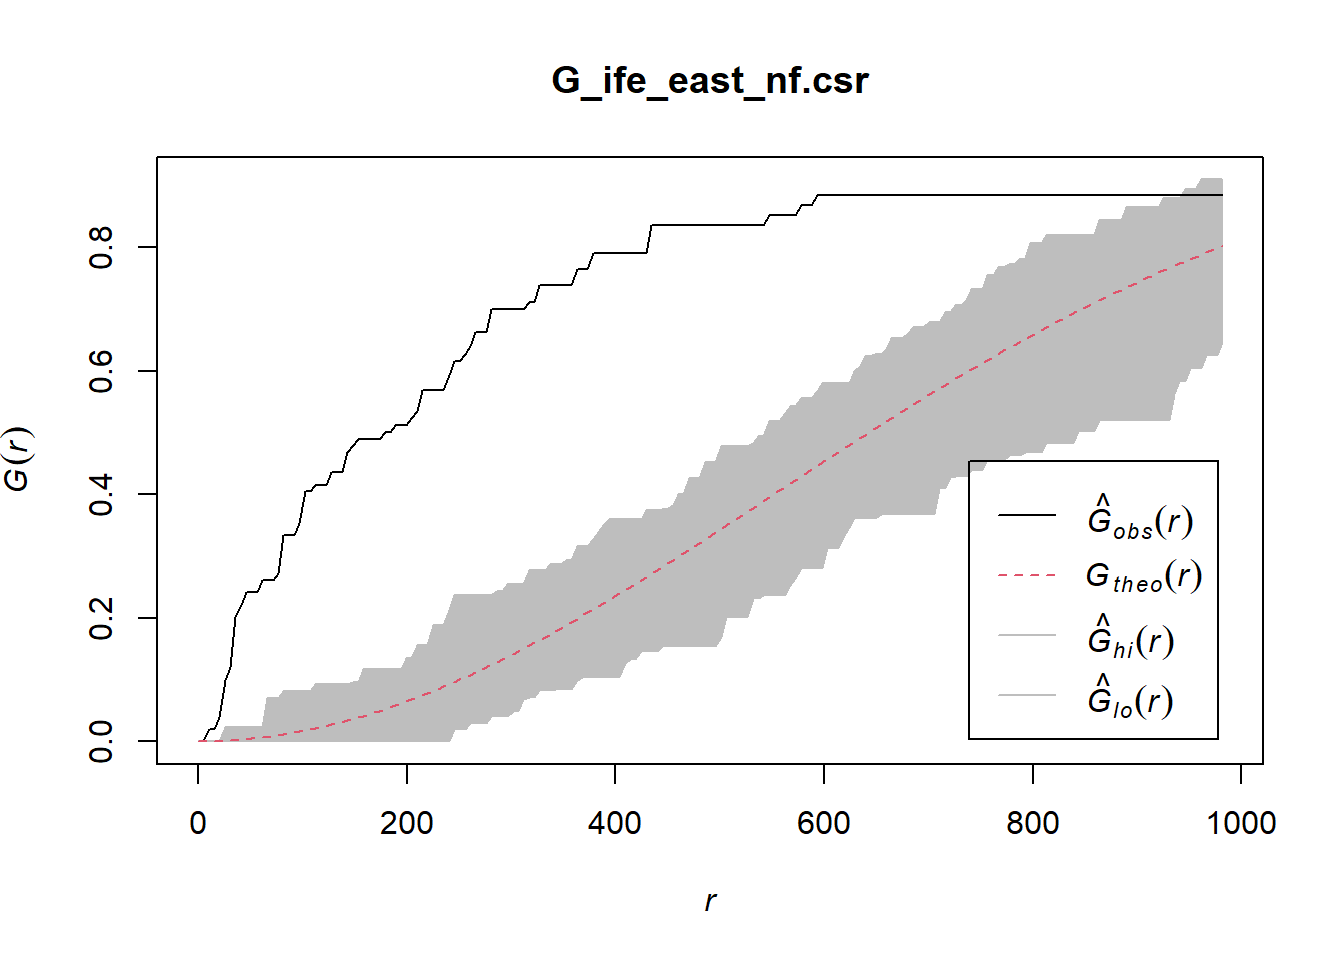 G_ife_east_nf.csr
G(r)
0.8
0.6
0.4
0.2
0.0
0 200 400 600 800 1000
r
Ĝobs(r)
Gtheo(r)
Ĝhi(r)
Ĝlo(r)